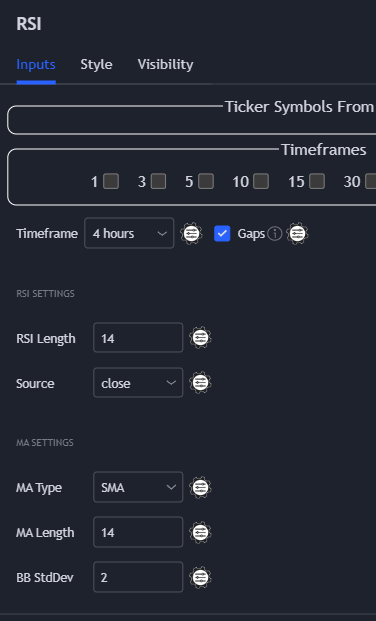 RSI
Inputs Style Visibility
Ticker Symbols From
Timeframes
1 3 5 10 15 30
Timeframe 4 hours Gaps
RSI SETTINGS
RSI Length 14
Source close
MA SETTINGS
MA Type SMA
MA Length 14
BB StdDev 2